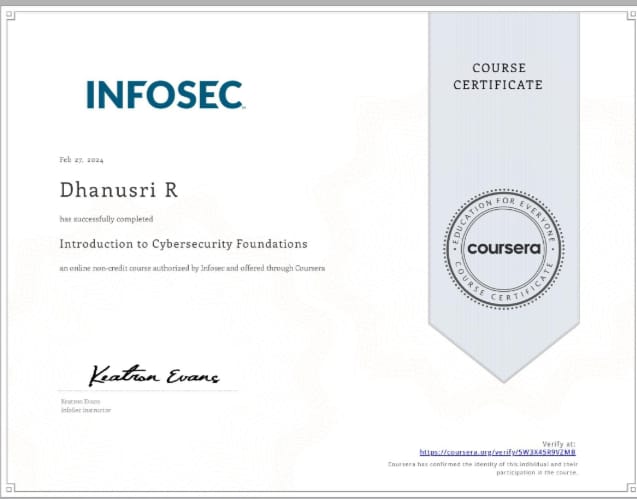 INFOSEC
COURSE
CERTIFICATE
Feb 27, 2024
Dhanusri R
has successfully completed
Introduction to Cybersecurity Foundations
an online non-credit course authorized by Infosec and offered through Coursera
EDUCATION FOR EVERYONE
coursera
COURSE CERTIFICATE
Keatron Evans
Keatron Evans
InfoSec Instructor
Verify at:
https://coursera.org/verify/5W3X45R9VZMB
Coursera has confirmed the identity of this individual and their
participation in the course.